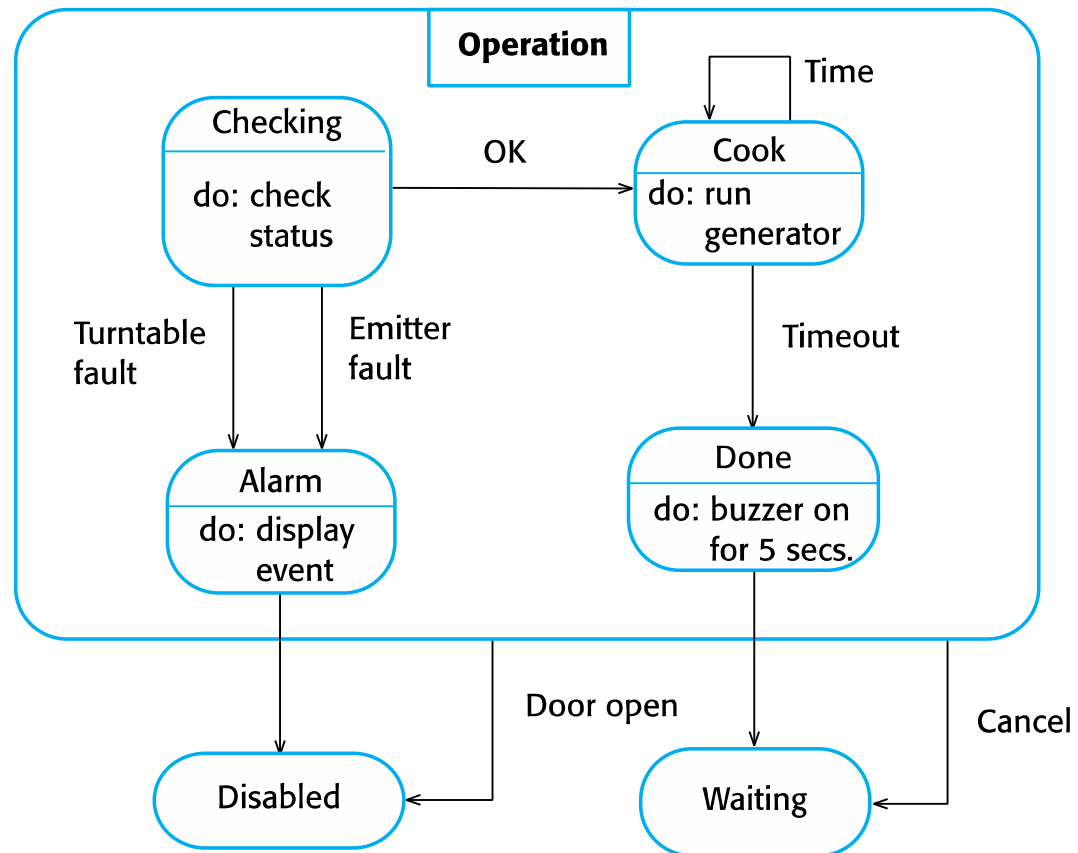 Operation
Time
Checking
OK
Cook
do: check
status
do: run
generator
Turntable
fault
Emitter
fault
Timeout
Alarm
do: display
event
Done
do: buzzer on
for 5 secs.
Door open
Cancel
Disabled
Waiting